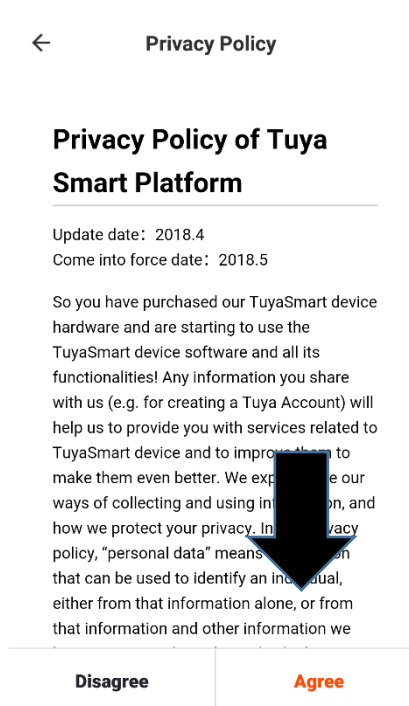 Privacy Policy
Privacy Policy of Tuya
Smart Platform
Update date：2018.4
Come into force date：2018.5
So you have purchased our TuyaSmart device
hardware and are starting to use the
TuyaSmart device software and all its
functionalities! Any information you share
with us (e.g. for creating a Tuya Account) will
help us to provide you with services related to
TuyaSmart device and to improve them to
make them even better. We our
ways of collecting and using and
how we protect your privacy. In
policy, “personal data” means
that can be used to identify an individual,
either from that information alone, or from
that information and other information we
Disagree
Agree